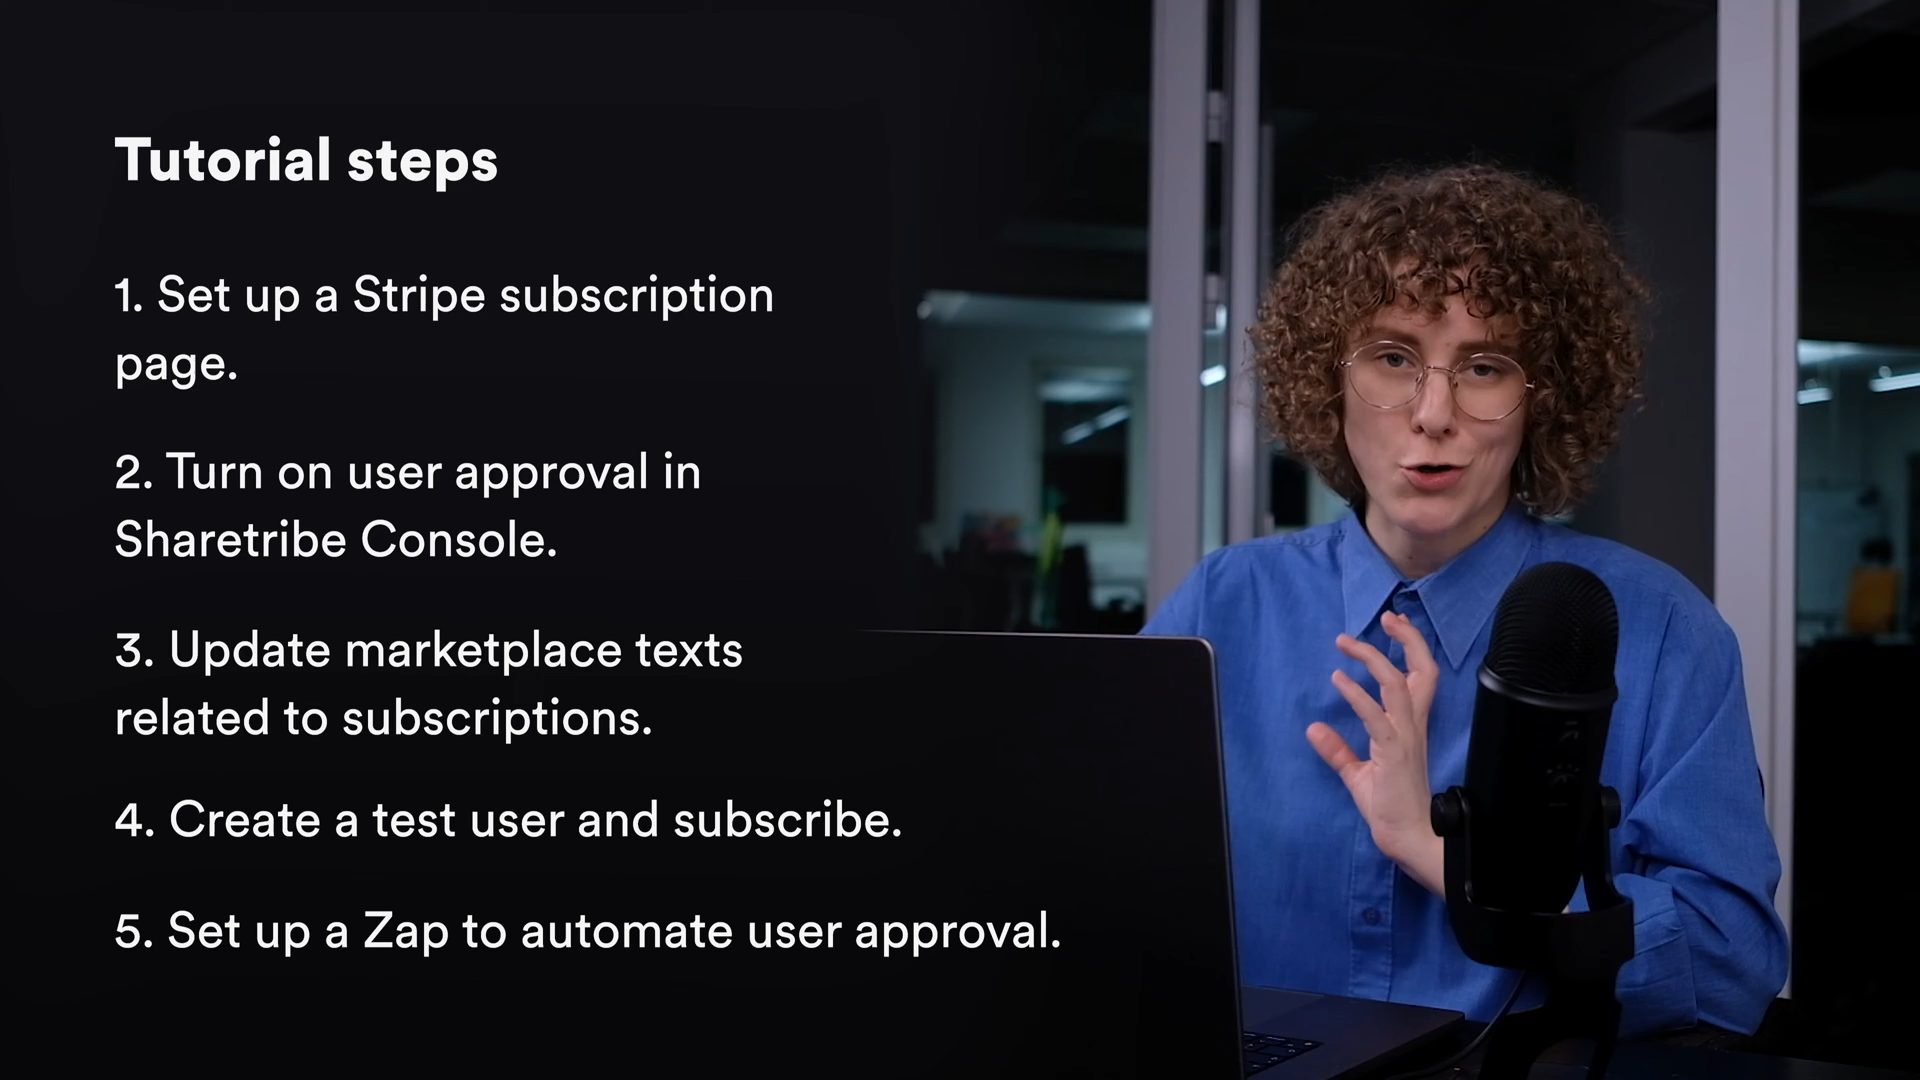 Tutorial steps
1. Set up a Stripe subscription
page.
2. Turn on user approval in
Sharetribe Console.
3. Update marketplace texts
related to subscriptions.
4. Create a test user and subscribe.
5. Set up a Zap to automate user approval.